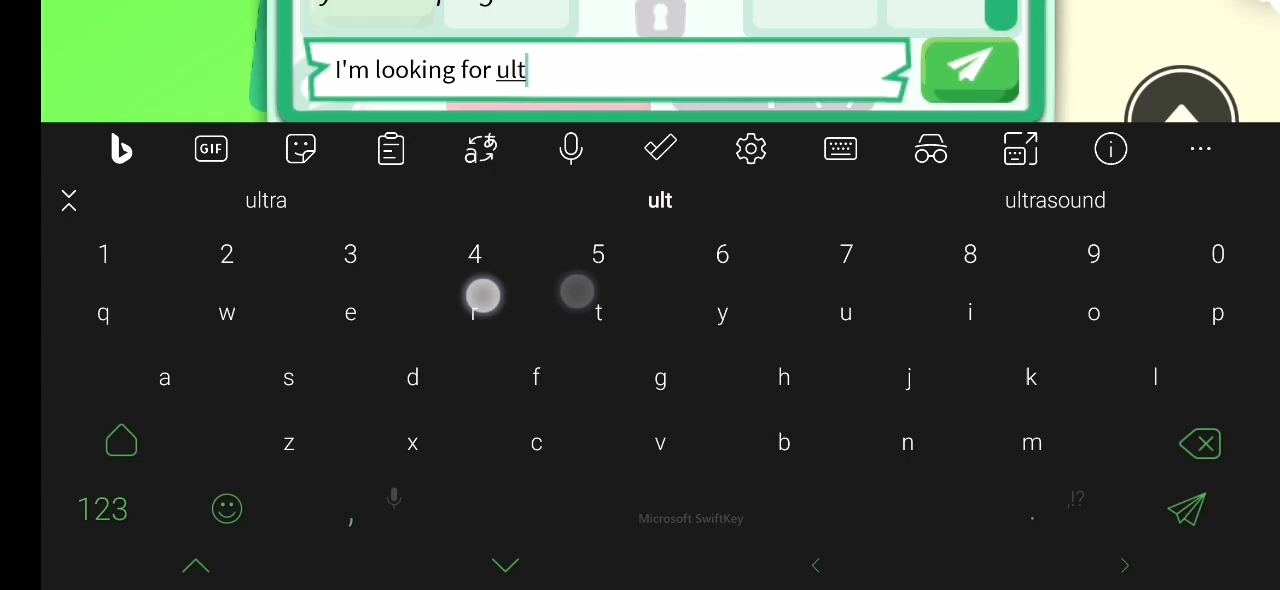 I'm looking for ult
GIF
ultra ult ultrasound
1 2 3 4 5 6 7 8 9 0
q w e r t y u i o p
a s d f g h j k l
z x c v b n m
123 , Microsoft SwiftKey . ,!?